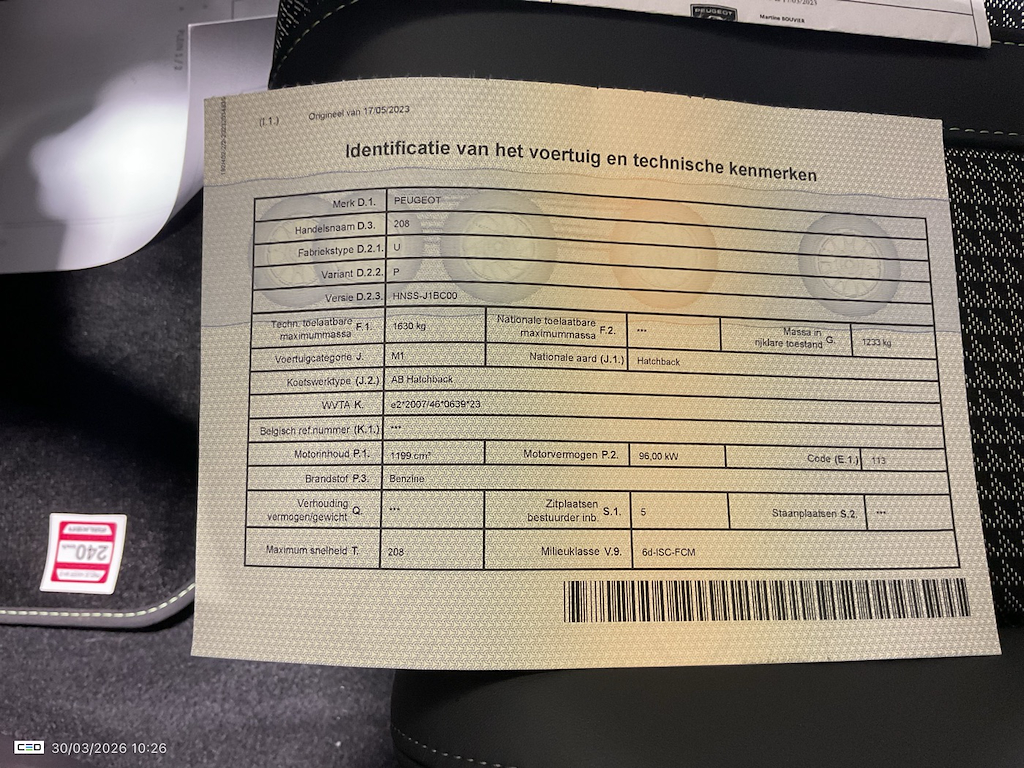 PEUGEOT
Martine BOUVIER
(I.1.)
Origineel van 17/05/2023
Identificatie van het voertuig en technische kenmerken
Merk D.1. PEUGEOT
Handelsnaam D.3. 208
Fabriekstype D.2.1. U
Variant D.2.2. P
Versie D.2.3. HNSS-J1BC00
Techn. toelaatbare maximummassa F.1. 1630 kg Nationale toelaatbare maximummassa F.2. *** Massa in rijklare toestand G. 1233 kg
Voertuigcategorie J. M1 Nationale aard (J.1.) Hatchback
Koetswerktype (J.2.) AB Hatchback
WVTA K. e2*2007/46*0639*23
Belgisch ref.nummer (K.1.) ***
Motorinhoud P.1. 1199 cm³ Motorvermogen P.2. 96,00 kW Code (E.1.) 113
Brandstof P.3. Benzine
Verhouding vermogen/gewicht Q. *** Zitplaatsen bestuurder inb. S.1. 5 Staanplaatsen S.2. ***
Maximum snelheid T. 208 Milieuklasse V.9. 6d-ISC-FCM
240
CEO 30/03/2026 10:26